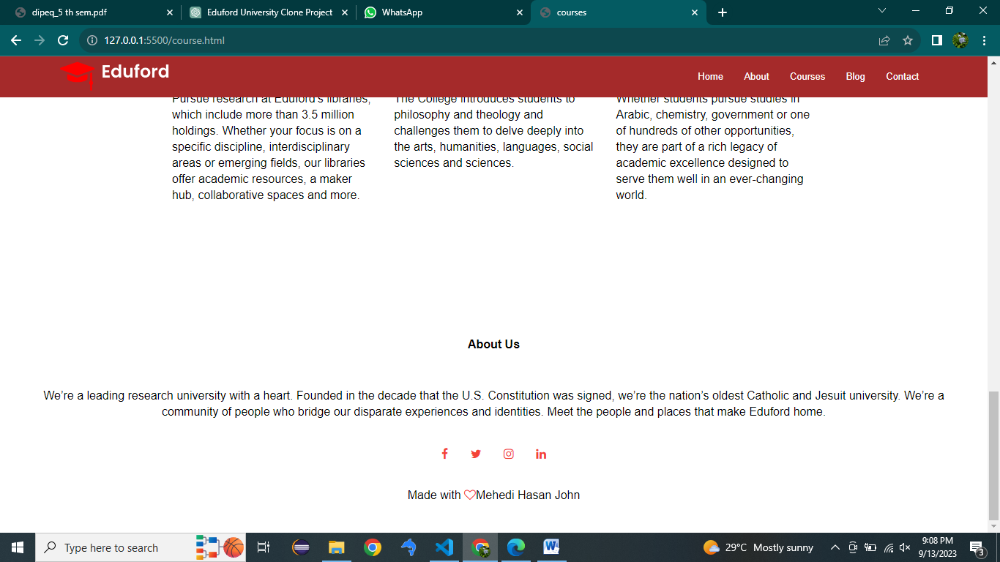 dipeq_5 th sem.pdf
Eduford University Clone Project
WhatsApp
courses
127.0.0.1:5500/course.html
Eduford
Home
About
Courses
Blog
Contact
Pursue research at Eduford's libraries,
which include more than 3.5 million
holdings. Whether your focus is on a
specific discipline, interdisciplinary
areas or emerging fields, our libraries
offer academic resources, a maker
hub, collaborative spaces and more.
The College introduces students to
philosophy and theology and
challenges them to delve deeply into
the arts, humanities, languages, social
sciences and sciences.
Whether students pursue studies in
Arabic, chemistry, government or one
of hundreds of other opportunities,
they are part of a rich legacy of
academic excellence designed to
serve them well in an ever-changing
world.
About Us
We’re a leading research university with a heart. Founded in the decade that the U.S. Constitution was signed, we’re the nation’s oldest Catholic and Jesuit university. We’re a
community of people who bridge our disparate experiences and identities. Meet the people and places that make Eduford home.
Made with Mehedi Hasan John
Type here to search
29°C Mostly sunny
9:08 PM
9/13/2023
3